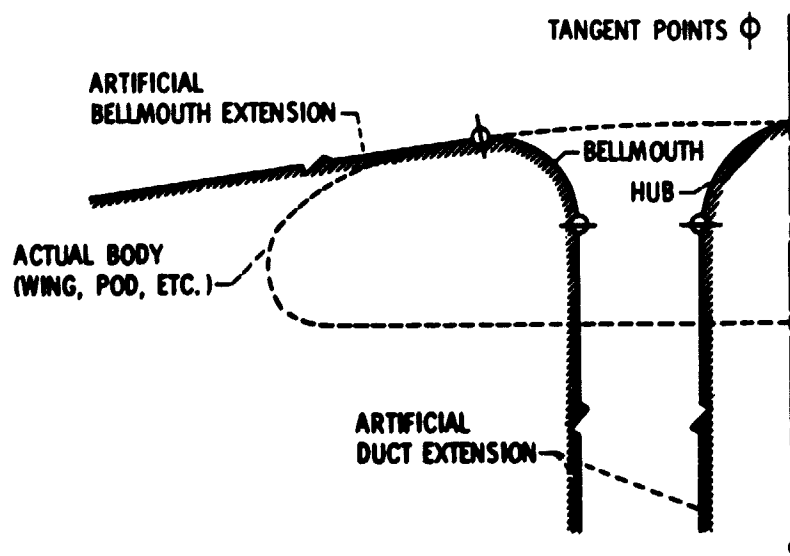 TANGENT POINTS ϕ
ARTIFICIAL
BELLMOUTH EXTENSION
BELLMOUTH
HUB
ACTUAL BODY
(WING, POD, ETC.)
ARTIFICIAL
DUCT EXTENSION